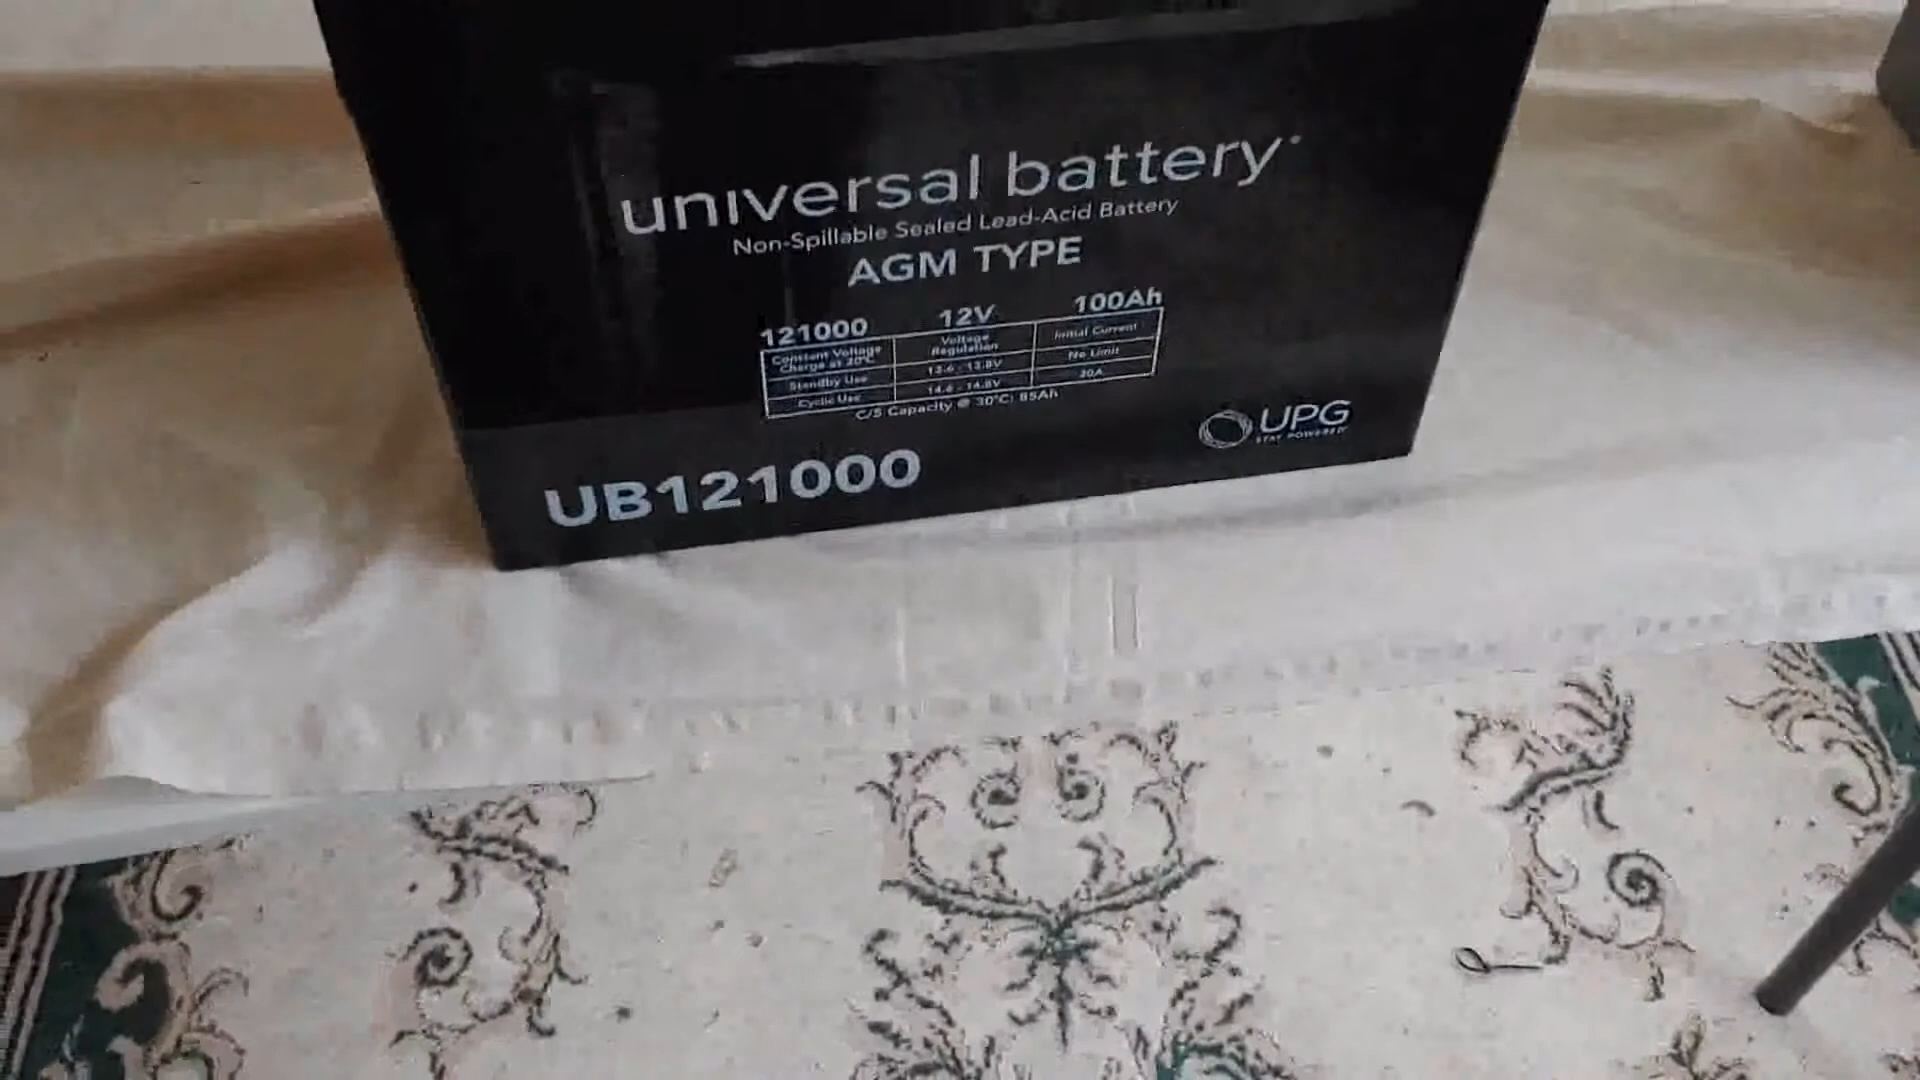 universal battery
Non-Spillable Sealed Lead-Acid Battery
AGM TYPE
121000 12V 100Ah
Constant Voltage Charge at 20°C Voltage Regulation Initial Current
Standby Use 13.6 - 13.8V No Limit
Cyclic Use 14.6 - 14.8V 30A
C/S Capacity @ 30°C: 85Ah
UPG
STAY POWERED
UB121000